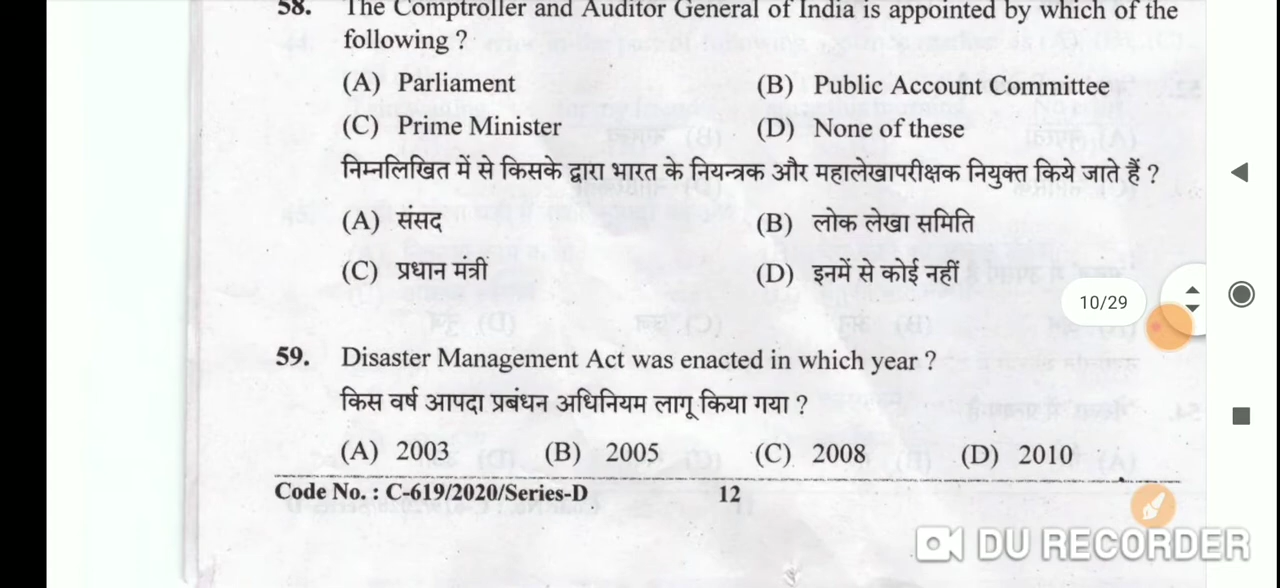 58. The Comptroller and Auditor General of India is appointed by which of the
following ?
(A) Parliament (B) Public Account Committee
(C) Prime Minister (D) None of these
निम्नलिखित में से किसके द्वारा भारत के नियन्त्रक और महालेखापरीक्षक नियुक्त किये जाते हैं ?
(A) संसद (B) लोक लेखा समिति
(C) प्रधान मंत्री (D) इनमें से कोई नहीं
10/29
59. Disaster Management Act was enacted in which year ?
किस वर्ष आपदा प्रबंधन अधिनियम लागू किया गया ?
(A) 2003 (B) 2005 (C) 2008 (D) 2010
Code No. : C-619/2020/Series-D 12
DU RECORDER